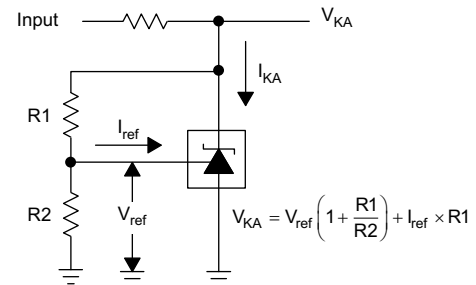 Input
V_KA
I_KA
R1
I_ref
R2
V_ref
V_KA = V_ref (1 + R1/R2) + I_ref × R1